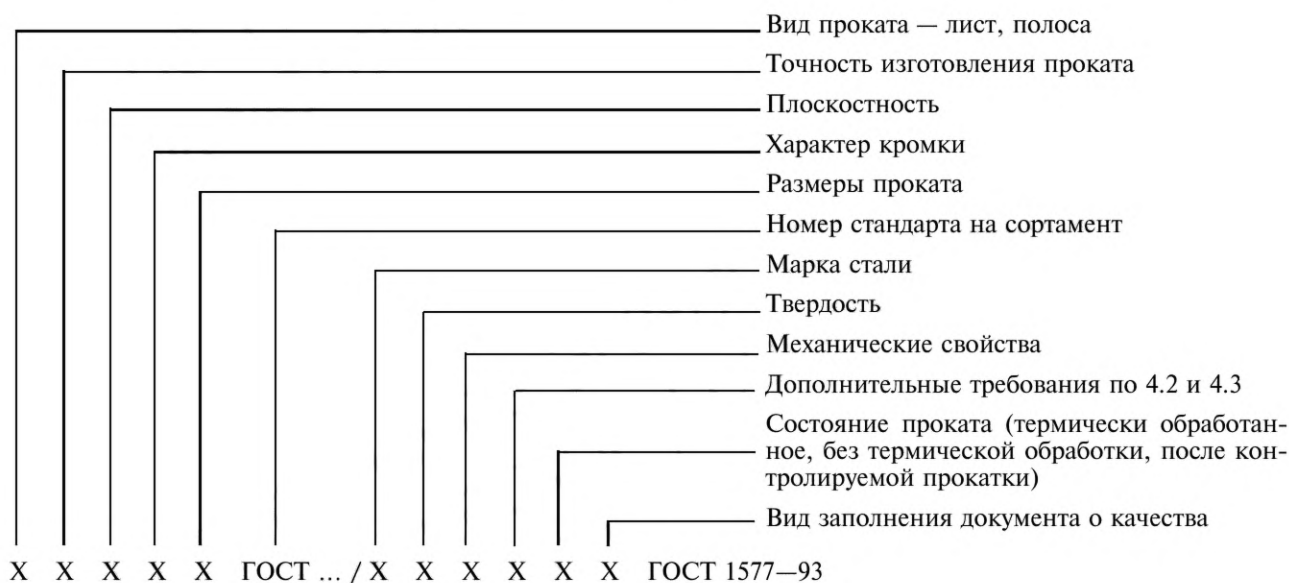 Вид проката — лист, полоса
Точность изготовления проката
Плоскостность
Характер кромки
Размеры проката
Номер стандарта на сортамент
Марка стали
Твердость
Механические свойства
Дополнительные требования по 4.2 и 4.3
Состояние проката (термически обработан-
ное, без термической обработки, после кон-
тролируемой прокатки)
Вид заполнения документа о качества
Х Х Х Х Х ГОСТ ... / Х Х Х Х Х Х ГОСТ 1577—93